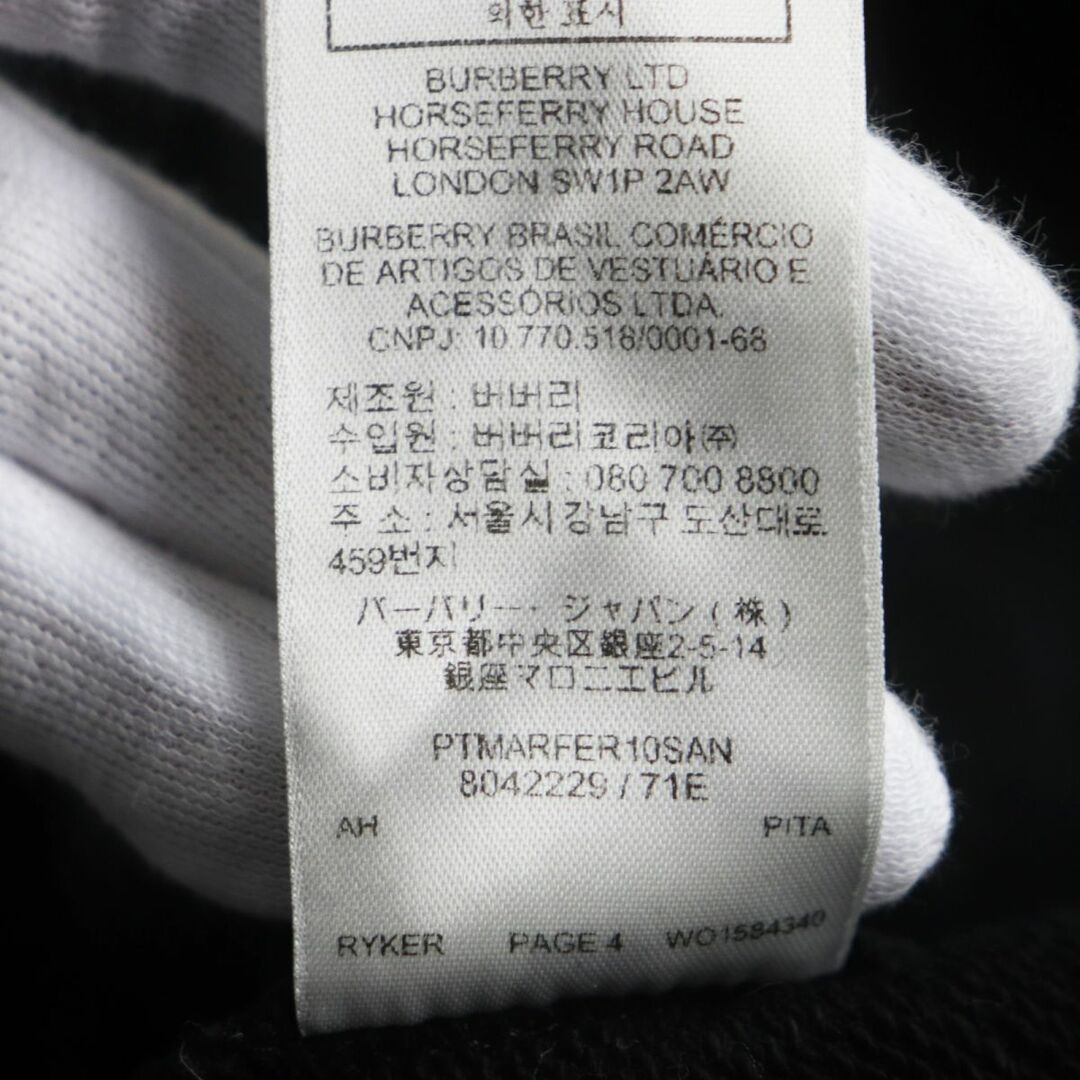 의한 표시
BURBERRY LTD
HORSEFERRY HOUSE
HORSEFERRY ROAD
LONDON SW1P 2AW
BURBERRY BRASIL COMÉRCIO
DE ARTIGOS DE VESTUÁRIO E
ACESSÓRIOS LTDA.
CNPJ: 10.770.518/0001-68
제조원 : 버버리
수입원 : 버버리코리아(주)
소비자상담실 : 080 700 8800
주 소 : 서울시강남구 도산대로
459번지
バーバリー・ジャパン(株)
東京都中央区銀座2-5-14
銀座マロニエビル
PTMARFER10SAN
8042229 / 71E
AH PITA
RYKER PAGE 4 WO1584340